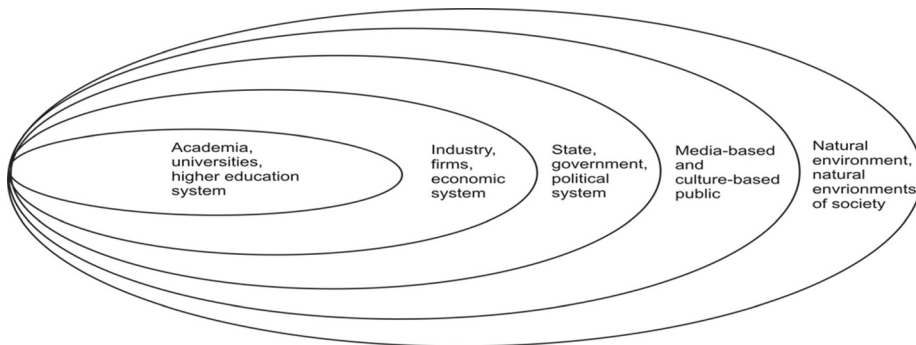 Academia,
universities,
higher education
system
Industry,
firms,
economic
system
State,
government,
political
system
Media-based
and
culture-based
public
Natural
environment,
natural
envrionments
of society